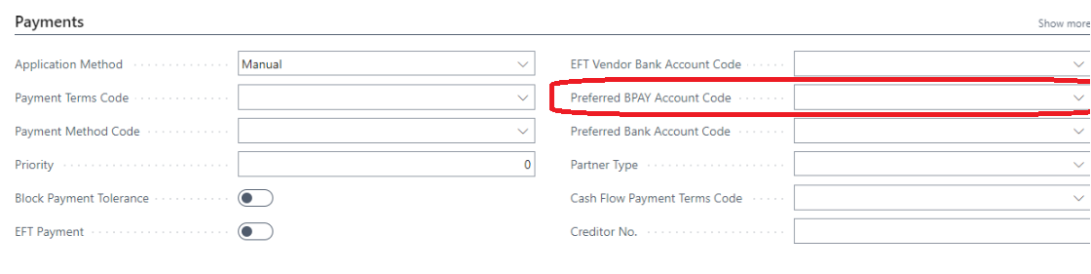 Payments
Show more
Application Method Manual
EFT Vendor Bank Account Code
Payment Terms Code
Preferred BPAY Account Code
Payment Method Code
Preferred Bank Account Code
Priority 0
Partner Type
Block Payment Tolerance
Cash Flow Payment Terms Code
EFT Payment
Creditor No.